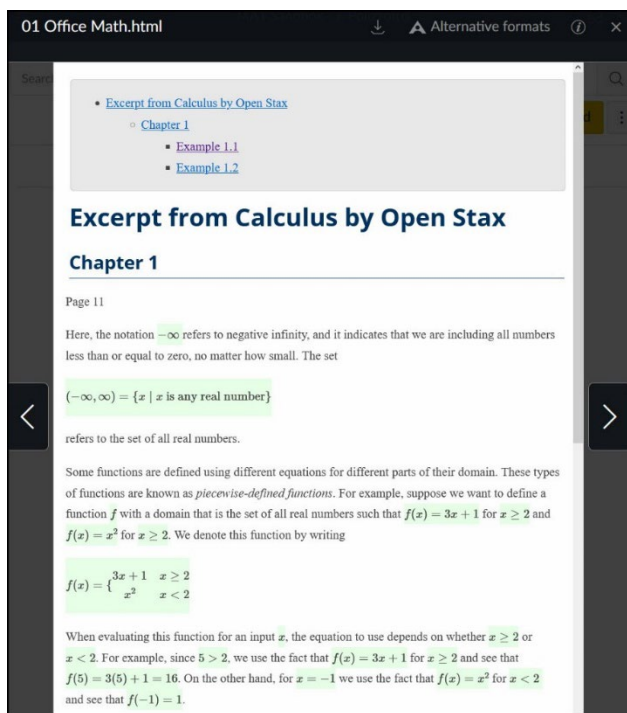 01 Office Math.html
Alternative formats
Searc
d
Excerpt from Calculus by Open Stax
Chapter 1
Example 1.1
Example 1.2
Excerpt from Calculus by Open Stax
Chapter 1
Page 11
Here, the notation −∞ refers to negative infinity, and it indicates that we are including all numbers
less than or equal to zero, no matter how small. The set
(−∞, ∞) = {x | x is any real number}
refers to the set of all real numbers.
Some functions are defined using different equations for different parts of their domain. These types
of functions are known as piecewise-defined functions. For example, suppose we want to define a
function f with a domain that is the set of all real numbers such that f(x) = 3x + 1 for x ≥ 2 and
f(x) = x² for x ≥ 2. We denote this function by writing
f(x) = {3x + 1 x ≥ 2
x² x < 2
When evaluating this function for an input x, the equation to use depends on whether x ≥ 2 or
x < 2. For example, since 5 > 2, we use the fact that f(x) = 3x + 1 for x ≥ 2 and see that
f(5) = 3(5) + 1 = 16. On the other hand, for x = −1 we use the fact that f(x) = x² for x < 2
and see that f(−1) = 1.